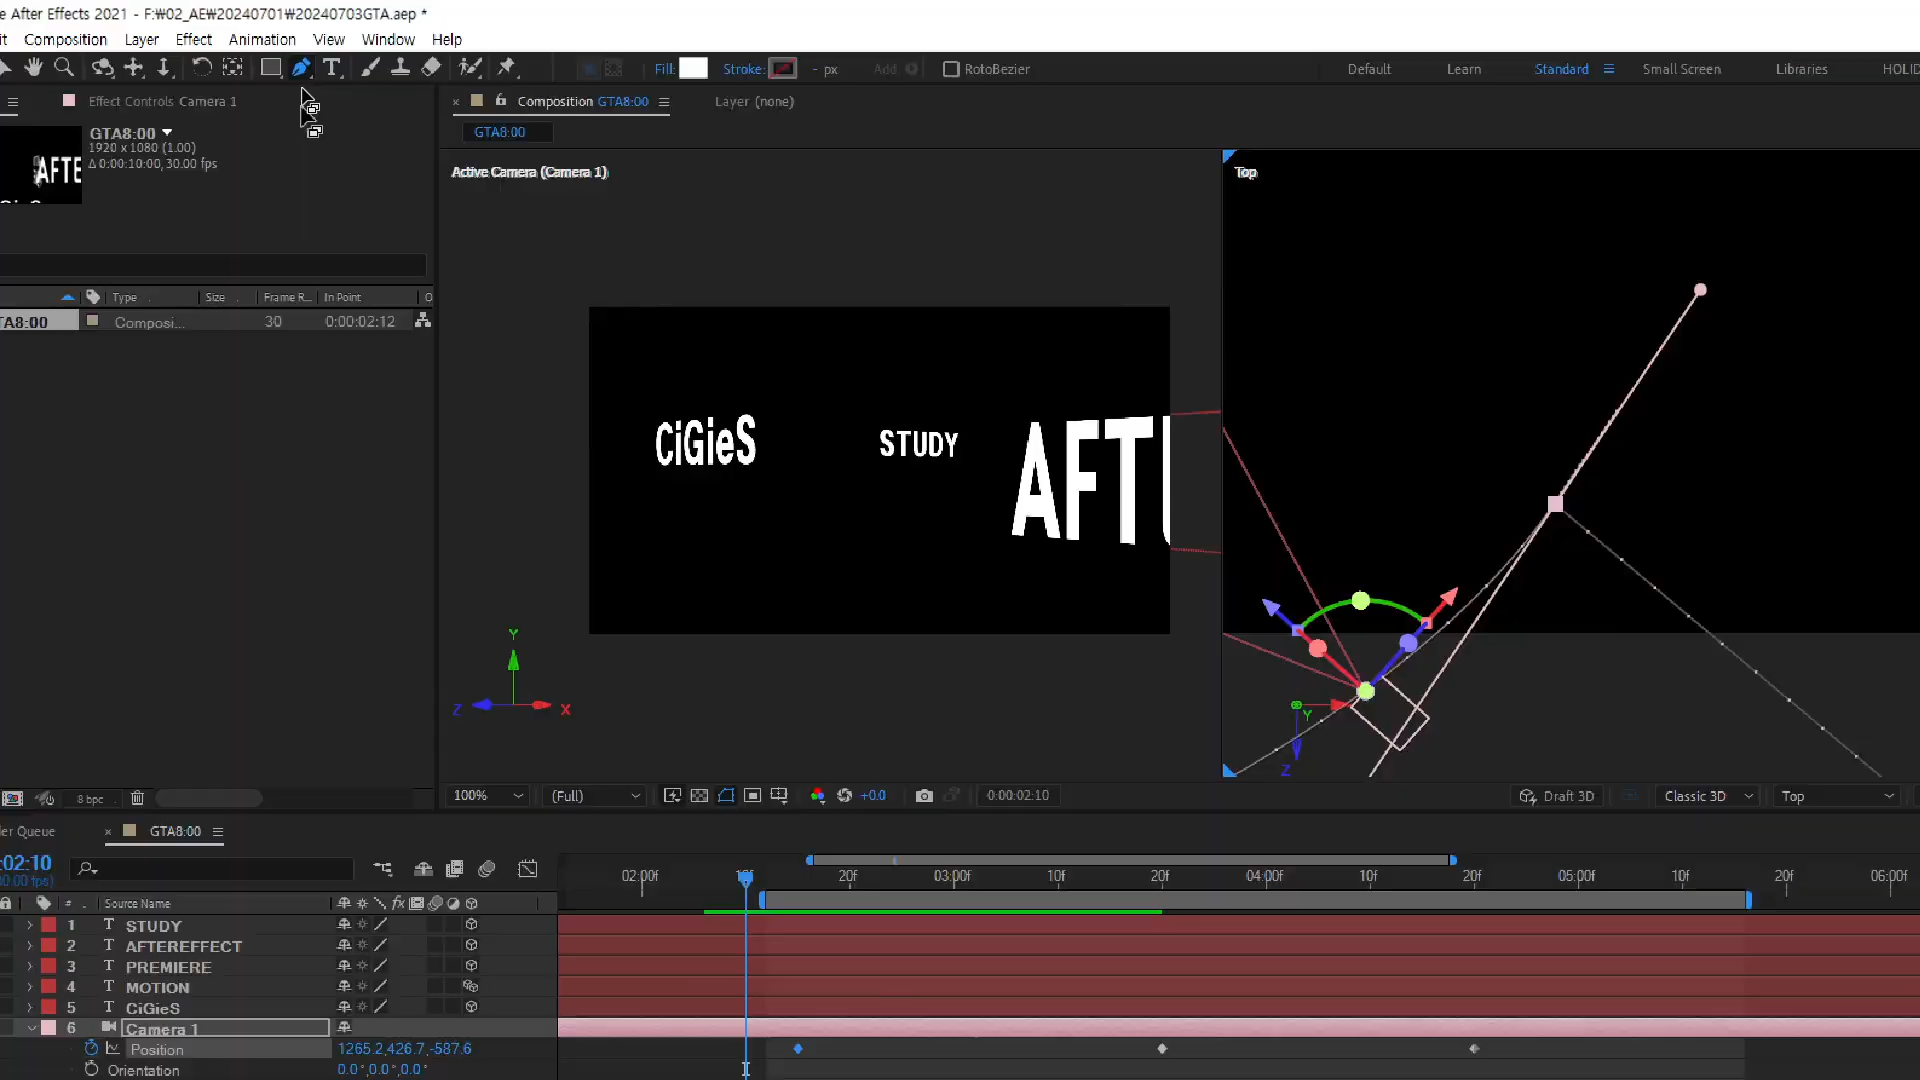 e After Effects 2021 - F:₩02_AE₩20240701₩20240703GTA.aep *
it Composition Layer Effect Animation View Window Help
Fill: Stroke: - px Add: RotoBezier Default Learn Standard Small Screen Libraries HOLID
Effect Controls Camera 1
Composition GTA8:00 Layer (none)
GTA8:00
1920 x 1080 (1.00)
Δ 0:00:10:00, 30.00 fps
GTA8:00
Active Camera (Camera 1)
Top
AFTE
CiGieS
Type Size Frame R... In Point O
TA8:00 Composi... 30 0:00:02:12
CiGieS STUDY AFTE
Y
Z X
Y
Z
8 bpc
100% (Full) +0.0 0:00:02:10 Draft 3D Classic 3D Top
er Queue GTA8:00
:02:10
02:00f 10f 20f 03:00f 10f 20f 04:00f 10f 20f 05:00f 10f 20f 06:00f
# Source Name fx
1 T STUDY
2 T AFTEREFFECT
3 T PREMIERE
4 T MOTION
5 T CiGieS
6 Camera 1
Position 1265.2,426.7,-587.6
Orientation 0.0°,0.0°,0.0°